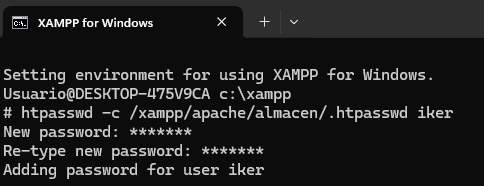 XAMPP for Windows
Setting environment for using XAMPP for Windows.
Usuario@DESKTOP-475V9CA c:\xampp
# htpasswd -c /xampp/apache/almacen/.htpasswd iker
New password: *******
Re-type new password: *******
Adding password for user iker